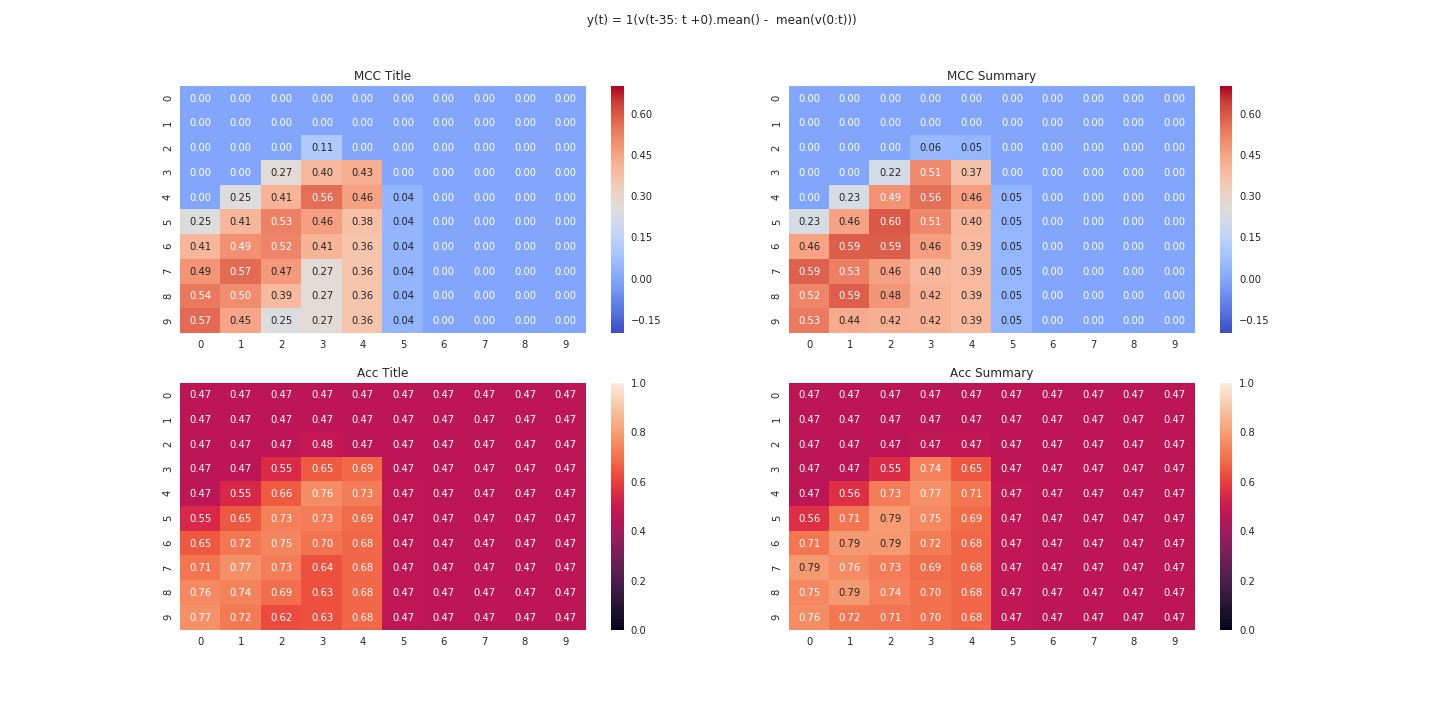 y(t) = 1(v(t-35: t +0).mean() -  mean(v(0:t)))
MCC Title
0 0.00 0.00 0.00 0.00 0.00 0.00 0.00 0.00 0.00 0.00
1 0.00 0.00 0.00 0.00 0.00 0.00 0.00 0.00 0.00 0.00
2 0.00 0.00 0.00 0.11 0.00 0.00 0.00 0.00 0.00 0.00
3 0.00 0.00 0.27 0.40 0.43 0.00 0.00 0.00 0.00 0.00
4 0.00 0.25 0.41 0.56 0.46 0.04 0.00 0.00 0.00 0.00
5 0.25 0.41 0.53 0.46 0.38 0.04 0.00 0.00 0.00 0.00
6 0.41 0.49 0.52 0.41 0.36 0.04 0.00 0.00 0.00 0.00
7 0.49 0.57 0.47 0.27 0.36 0.04 0.00 0.00 0.00 0.00
8 0.54 0.50 0.39 0.27 0.36 0.04 0.00 0.00 0.00 0.00
9 0.57 0.45 0.25 0.27 0.36 0.04 0.00 0.00 0.00 0.00
0 1 2 3 4 5 6 7 8 9
0.60
0.45
0.30
0.15
0.00
−0.15
MCC Summary
0 0.00 0.00 0.00 0.00 0.00 0.00 0.00 0.00 0.00 0.00
1 0.00 0.00 0.00 0.00 0.00 0.00 0.00 0.00 0.00 0.00
2 0.00 0.00 0.00 0.06 0.05 0.00 0.00 0.00 0.00 0.00
3 0.00 0.00 0.22 0.51 0.37 0.00 0.00 0.00 0.00 0.00
4 0.00 0.23 0.49 0.56 0.46 0.05 0.00 0.00 0.00 0.00
5 0.23 0.46 0.60 0.51 0.40 0.05 0.00 0.00 0.00 0.00
6 0.46 0.59 0.59 0.46 0.39 0.05 0.00 0.00 0.00 0.00
7 0.59 0.53 0.46 0.40 0.39 0.05 0.00 0.00 0.00 0.00
8 0.52 0.59 0.48 0.42 0.39 0.05 0.00 0.00 0.00 0.00
9 0.53 0.44 0.42 0.42 0.39 0.05 0.00 0.00 0.00 0.00
0 1 2 3 4 5 6 7 8 9
0.60
0.45
0.30
0.15
0.00
−0.15
Acc Title
0 0.47 0.47 0.47 0.47 0.47 0.47 0.47 0.47 0.47 0.47
1 0.47 0.47 0.47 0.47 0.47 0.47 0.47 0.47 0.47 0.47
2 0.47 0.47 0.47 0.48 0.47 0.47 0.47 0.47 0.47 0.47
3 0.47 0.47 0.55 0.65 0.69 0.47 0.47 0.47 0.47 0.47
4 0.47 0.55 0.66 0.76 0.73 0.47 0.47 0.47 0.47 0.47
5 0.55 0.65 0.73 0.73 0.69 0.47 0.47 0.47 0.47 0.47
6 0.65 0.72 0.75 0.70 0.68 0.47 0.47 0.47 0.47 0.47
7 0.71 0.77 0.73 0.64 0.68 0.47 0.47 0.47 0.47 0.47
8 0.76 0.74 0.69 0.63 0.68 0.47 0.47 0.47 0.47 0.47
9 0.77 0.72 0.62 0.63 0.68 0.47 0.47 0.47 0.47 0.47
0 1 2 3 4 5 6 7 8 9
1.0
0.8
0.6
0.4
0.2
0.0
Acc Summary
0 0.47 0.47 0.47 0.47 0.47 0.47 0.47 0.47 0.47 0.47
1 0.47 0.47 0.47 0.47 0.47 0.47 0.47 0.47 0.47 0.47
2 0.47 0.47 0.47 0.47 0.47 0.47 0.47 0.47 0.47 0.47
3 0.47 0.47 0.55 0.74 0.65 0.47 0.47 0.47 0.47 0.47
4 0.47 0.56 0.73 0.77 0.71 0.47 0.47 0.47 0.47 0.47
5 0.56 0.71 0.79 0.75 0.69 0.47 0.47 0.47 0.47 0.47
6 0.71 0.79 0.79 0.72 0.68 0.47 0.47 0.47 0.47 0.47
7 0.79 0.76 0.73 0.69 0.68 0.47 0.47 0.47 0.47 0.47
8 0.75 0.79 0.74 0.70 0.68 0.47 0.47 0.47 0.47 0.47
9 0.76 0.72 0.71 0.70 0.68 0.47 0.47 0.47 0.47 0.47
0 1 2 3 4 5 6 7 8 9
1.0
0.8
0.6
0.4
0.2
0.0